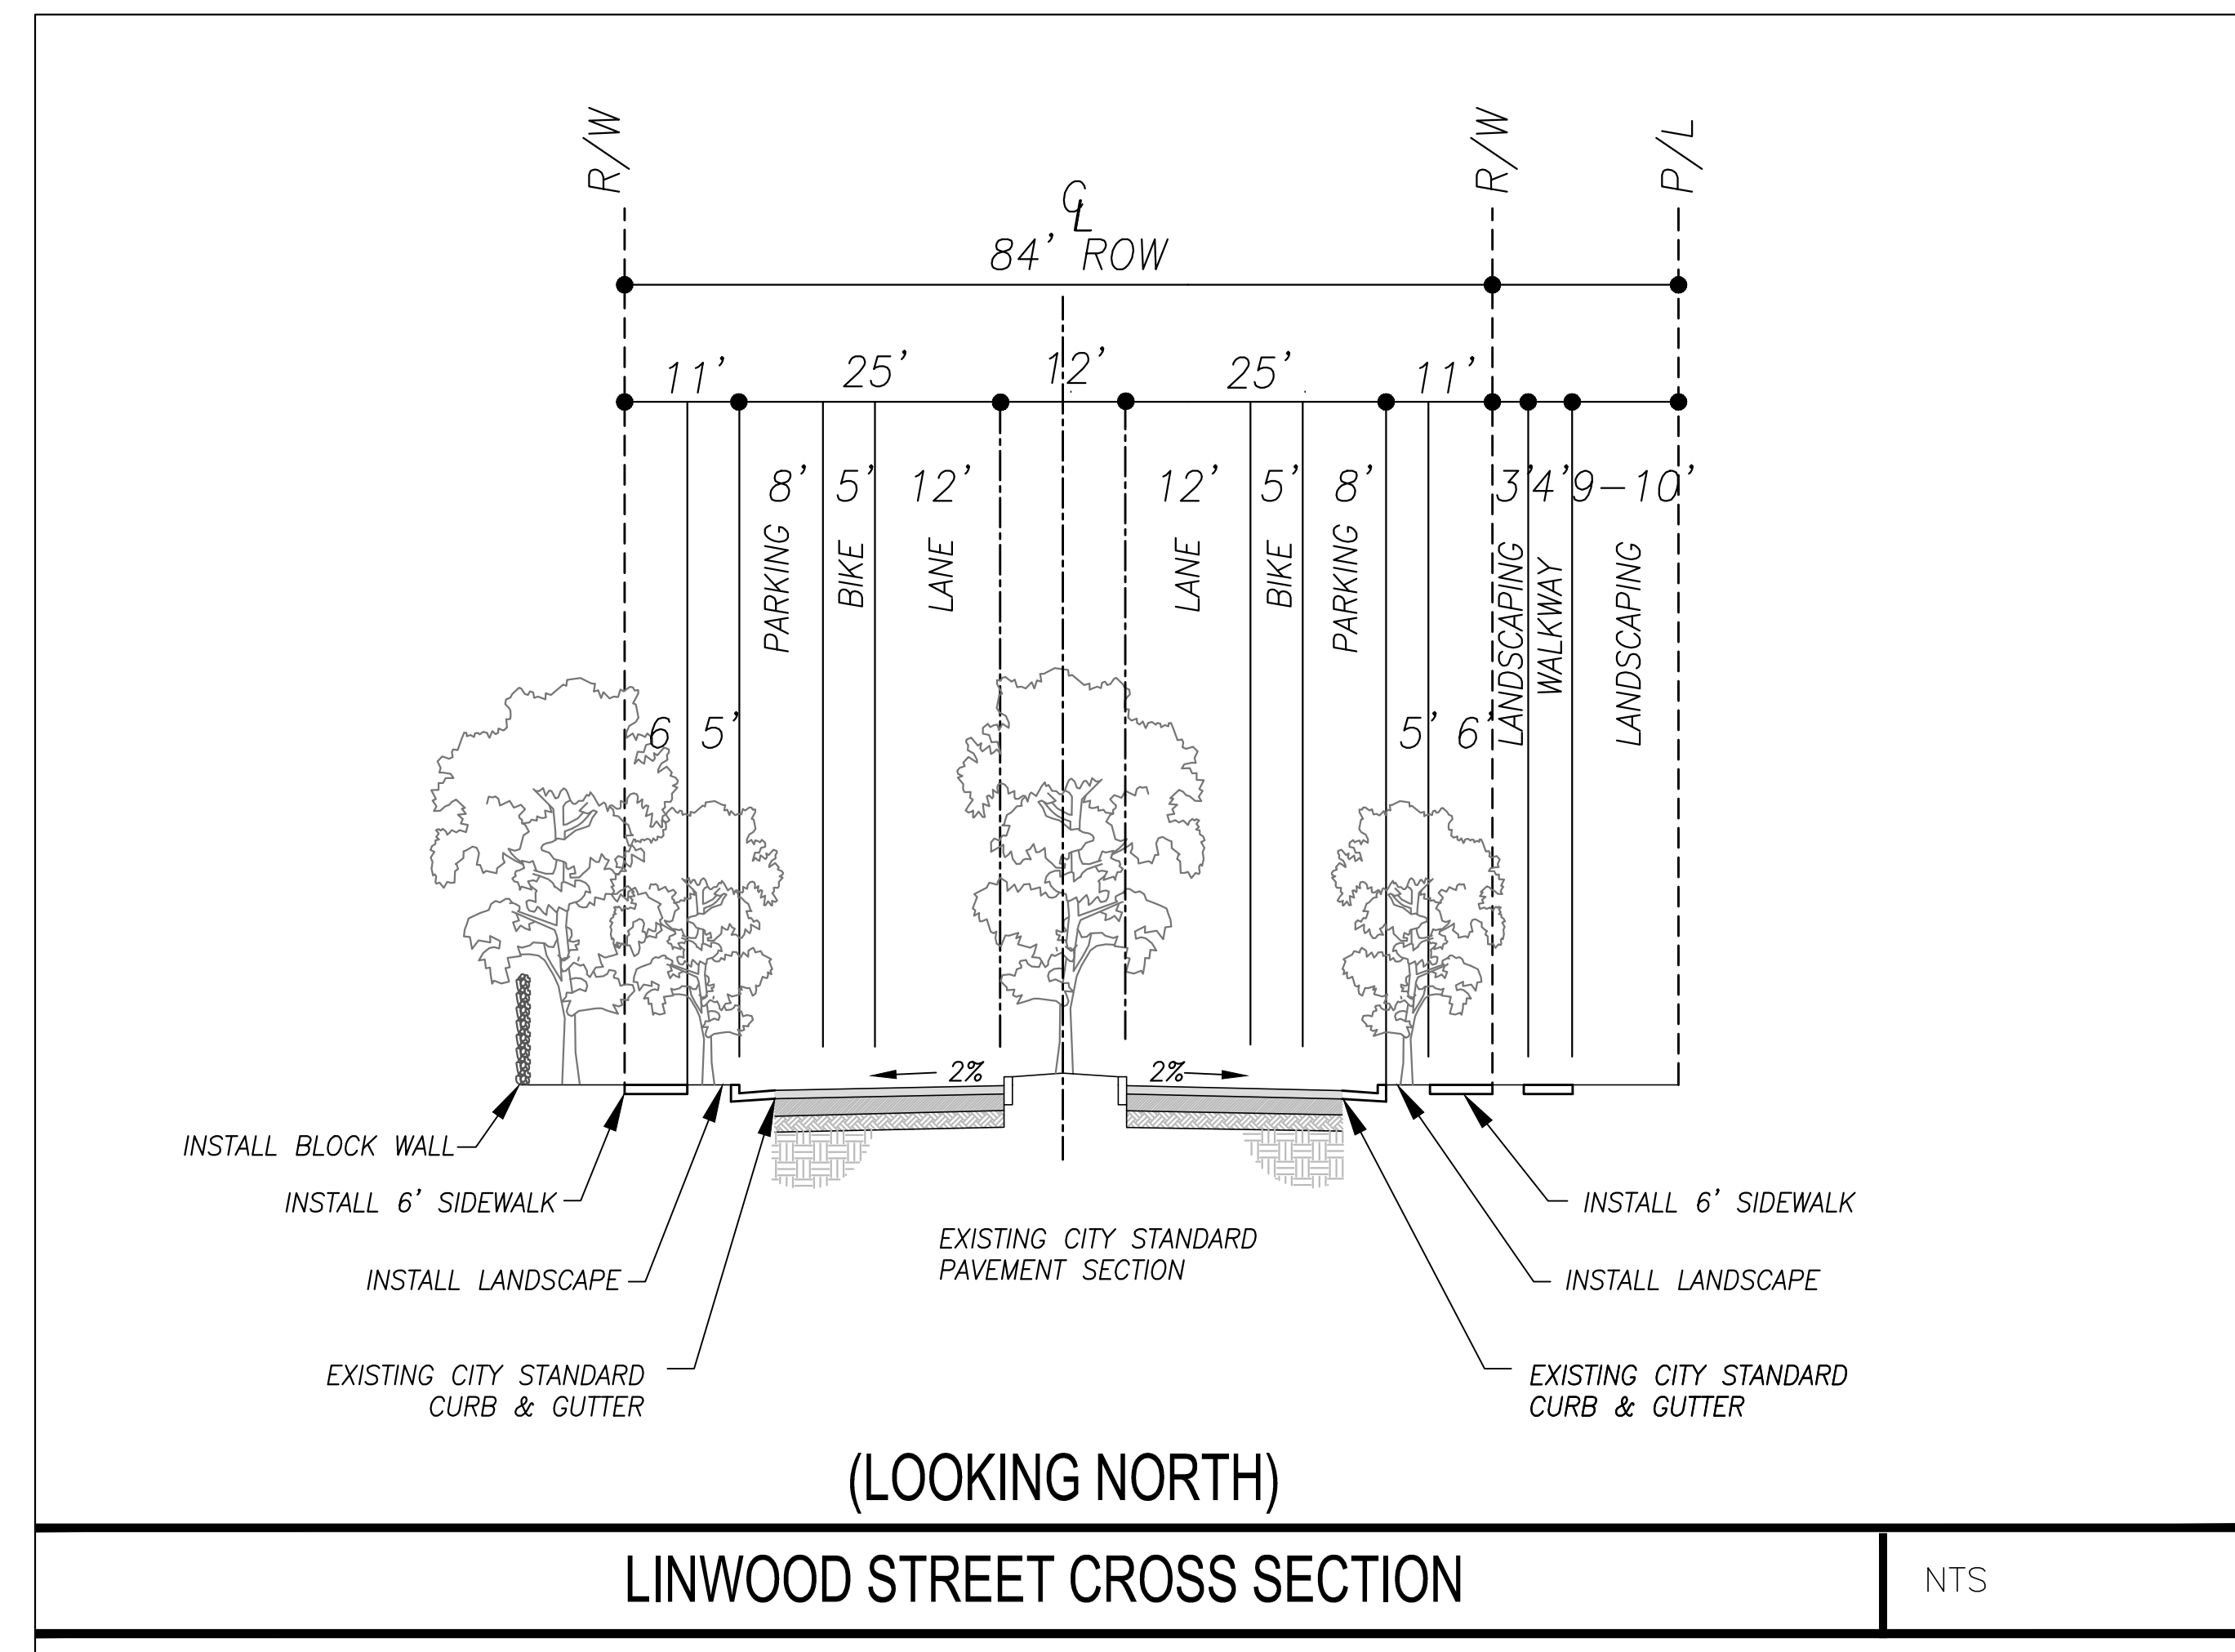 R/W
R/W
P/L
CL
84' ROW
11' 25' 12' 25' 11'
8' 5' 12' 12' 5' 8' 3' 4' 9-10'
PARKING BIKE LANE LANE BIKE PARKING LANDSCAPING WALKWAY LANDSCAPING
6 5' 5' 6'
2% 2%
INSTALL BLOCK WALL
INSTALL 6' SIDEWALK
INSTALL 6' SIDEWALK
EXISTING CITY STANDARD
PAVEMENT SECTION
INSTALL LANDSCAPE
INSTALL LANDSCAPE
EXISTING CITY STANDARD
CURB & GUTTER
EXISTING CITY STANDARD
CURB & GUTTER
(LOOKING NORTH)
LINWOOD STREET CROSS SECTION
NTS